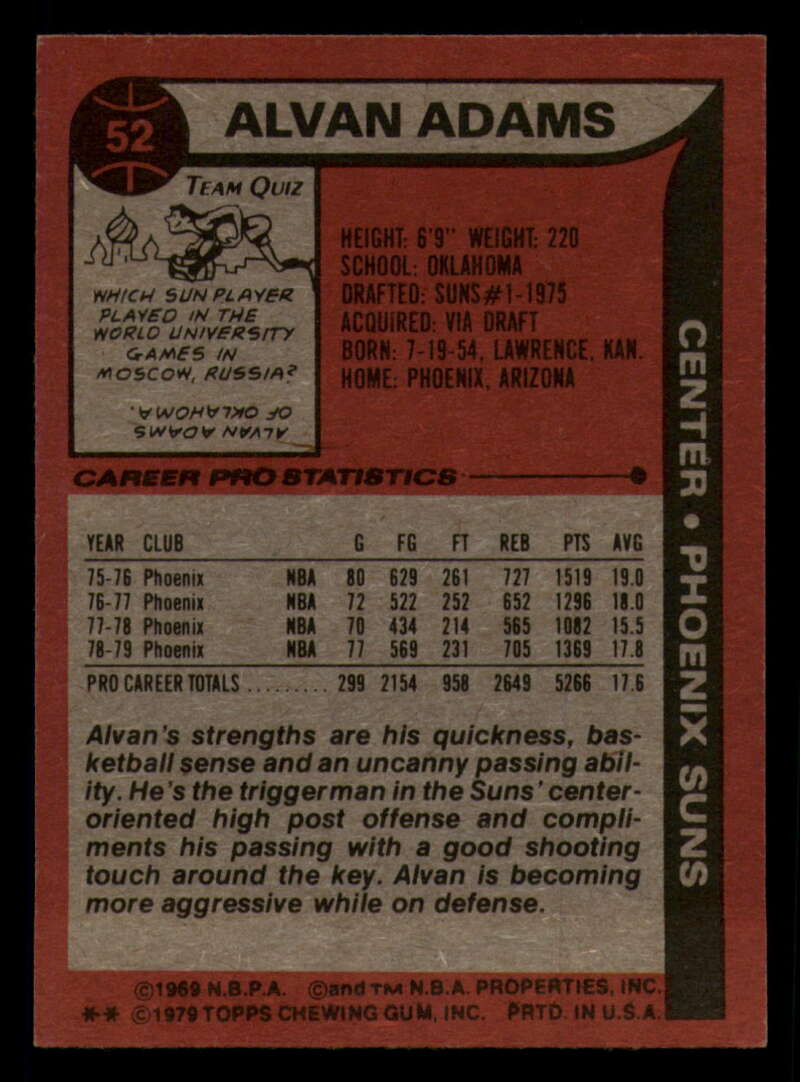 52
ALVAN ADAMS
TEAM QUIZ
WHICH SUN PLAYER
PLAYED IN THE
WORLD UNIVERSITY
GAMES IN
MOSCOW, RUSSIA?
ALVAN ADAMS
OF OKLAHOMA.
HEIGHT: 6'9" WEIGHT: 220
SCHOOL: OKLAHOMA
DRAFTED: SUNS#1-1975
ACQUIRED: VIA DRAFT
BORN: 7-19-54, LAWRENCE, KAN.
HOME: PHOENIX, ARIZONA
CENTER • PHOENIX SUNS
CAREER PRO STATISTICS
YEAR CLUB G FG FT REB PTS AVG
75-76 Phoenix NBA 80 629 261 727 1519 19.0
76-77 Phoenix NBA 72 522 252 652 1296 18.0
77-78 Phoenix NBA 70 434 214 565 1082 15.5
78-79 Phoenix NBA 77 569 231 705 1369 17.8
PRO CAREER TOTALS ......... 299 2154 958 2649 5266 17.6
Alvan's strengths are his quickness, bas-
ketball sense and an uncanny passing abil-
ity. He's the triggerman in the Suns' center-
oriented high post offense and compli-
ments his passing with a good shooting
touch around the key. Alvan is becoming
more aggressive while on defense.
©1969 N.B.P.A. ©and TM N.B.A. PROPERTIES, INC.
** ©1979 TOPPS CHEWING GUM, INC. PRTD. IN U.S.A.